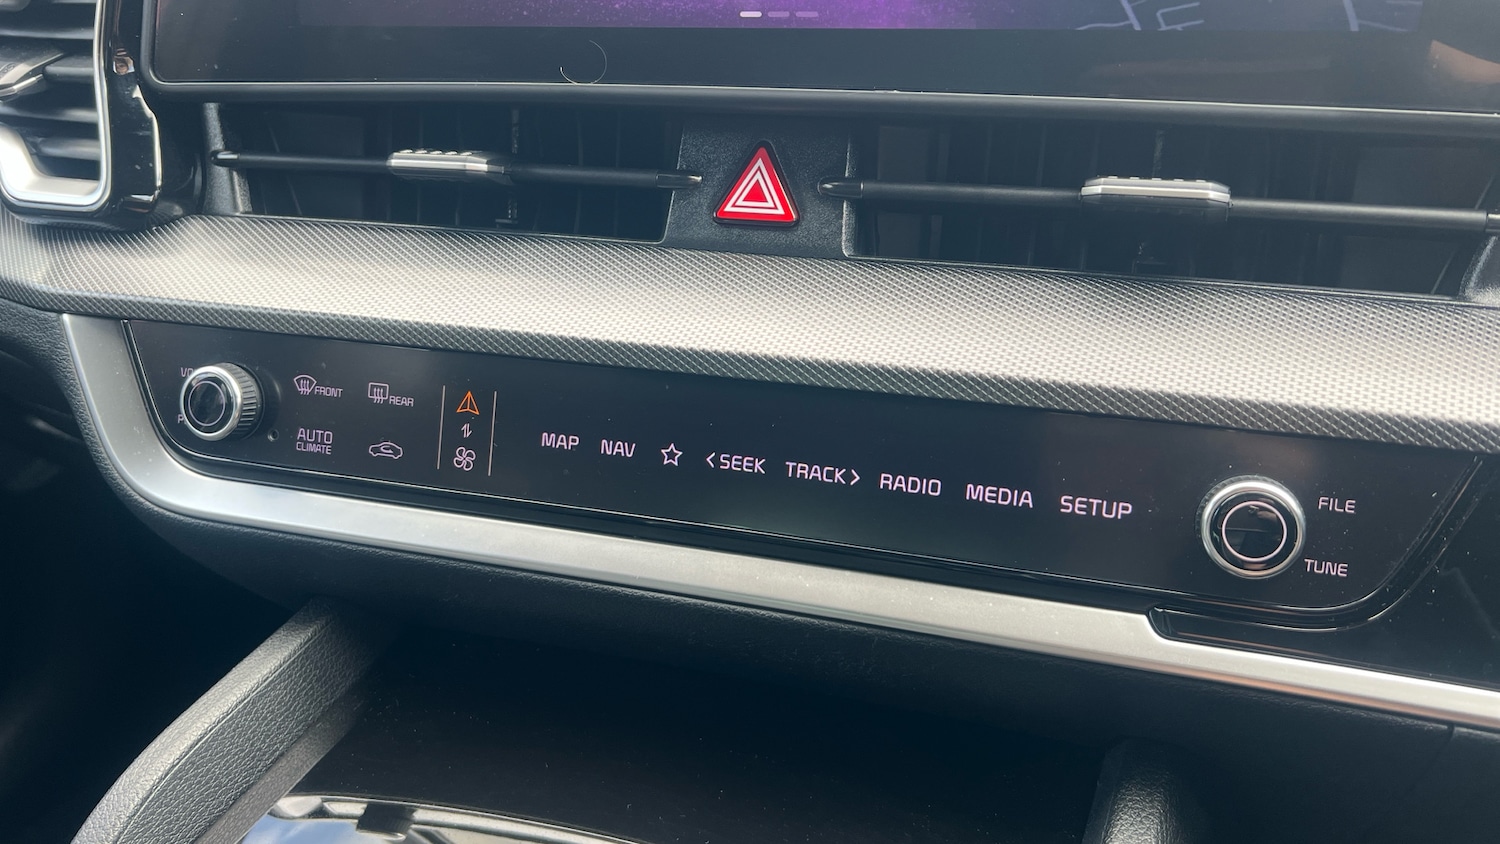 FRONT
REAR
AUTO
CLIMATE
MAP NAV <SEEK TRACK> RADIO MEDIA SETUP
FILE
TUNE